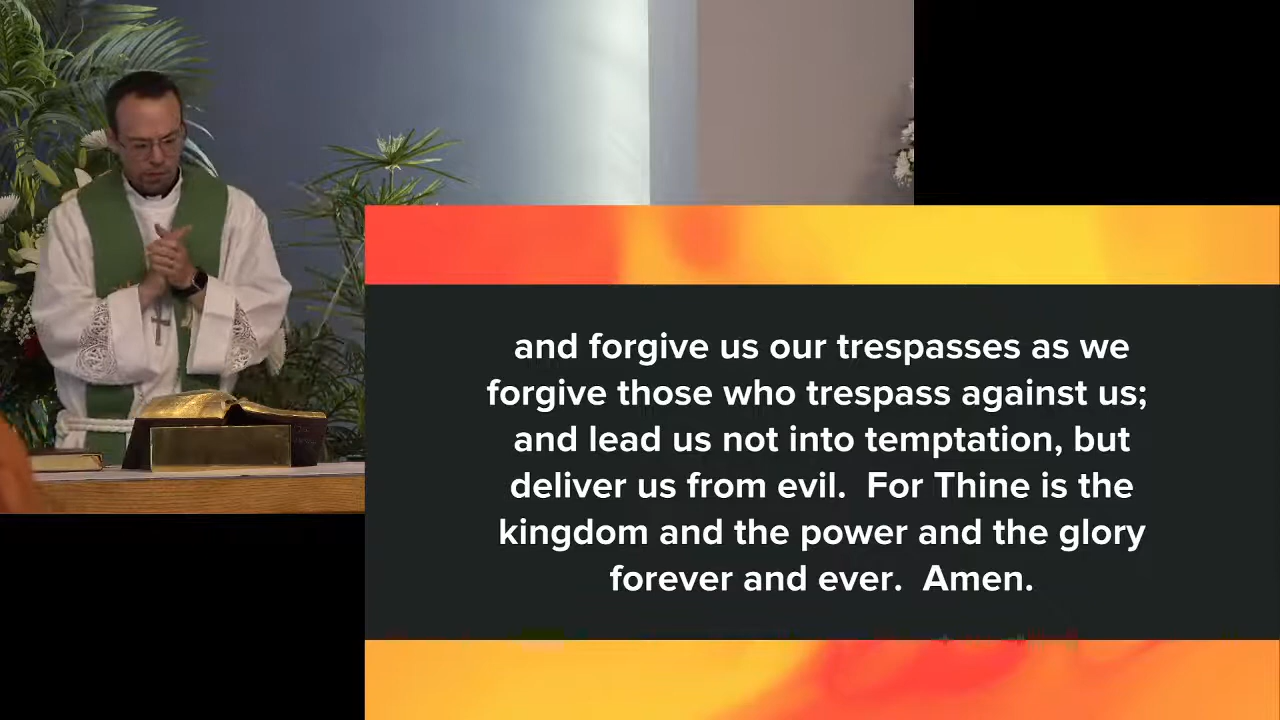 and forgive us our trespasses as we
forgive those who trespass against us;
and lead us not into temptation, but
deliver us from evil.  For Thine is the
kingdom and the power and the glory
forever and ever.  Amen.